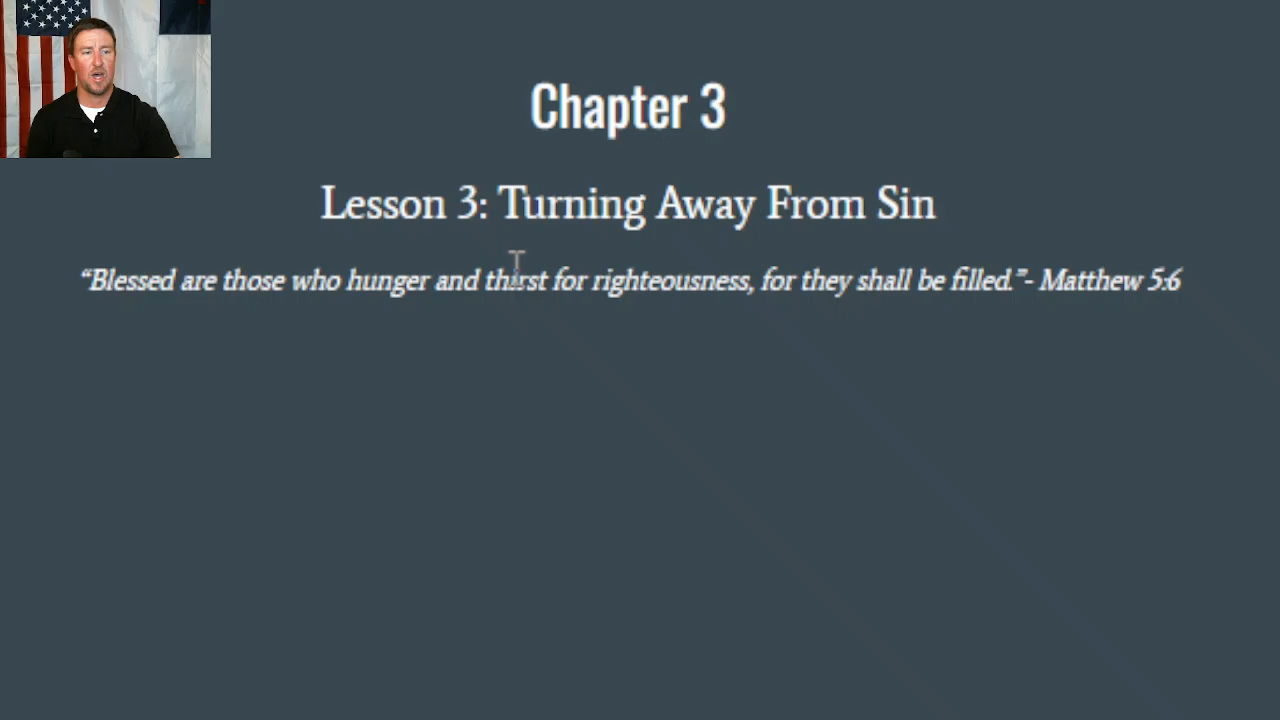 Chapter 3
Lesson 3: Turning Away From Sin
“Blessed are those who hunger and thirst for righteousness, for they shall be filled.”- Matthew 5:6